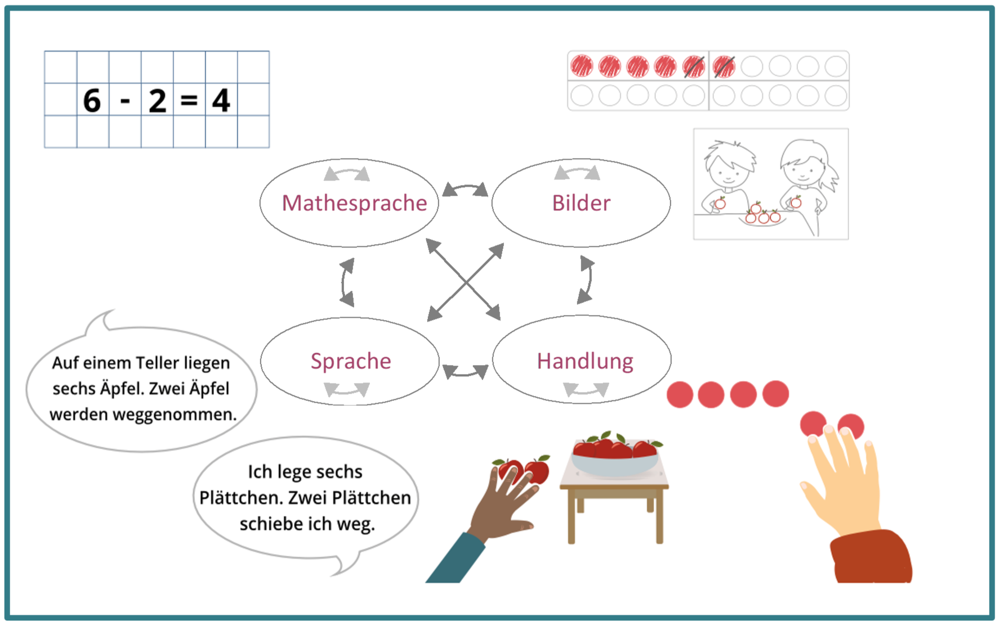 6 - 2 = 4
Mathesprache
Bilder
Sprache
Handlung
Auf einem Teller liegen
sechs Äpfel. Zwei Äpfel
werden weggenommen.
Ich lege sechs
Plättchen. Zwei Plättchen
schiebe ich weg.